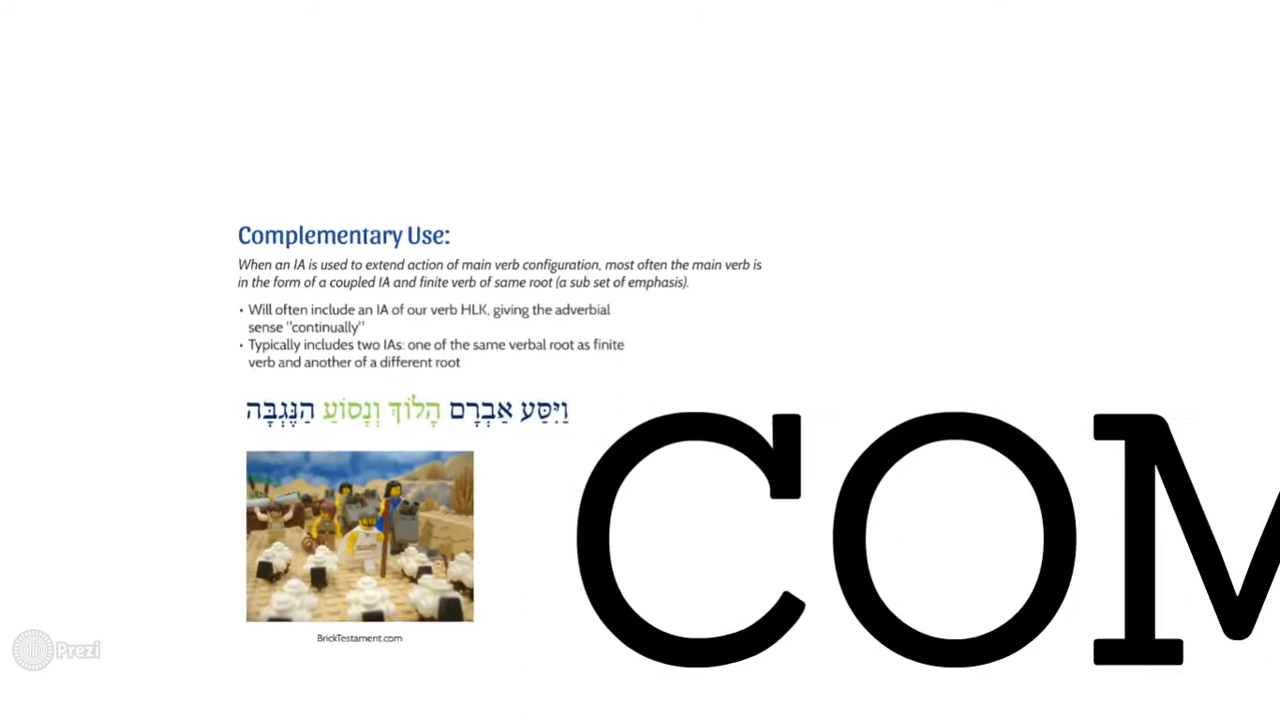 Complementary Use:
When an IA is used to extend action of main verb configuration, most often the main verb is
in the form of a coupled IA and finite verb of same root (a sub set of emphasis).
• Will often include an IA of our verb HLK, giving the adverbial
sense "continually"
• Typically includes two IAs: one of the same verbal root as finite
verb and another of a different root
וַיִּסַּע אַבְרָם הָלוֹךְ וְנָסוֹעַ הַנֶּגְבָּה
COM
BrickTestament.com
Prezi